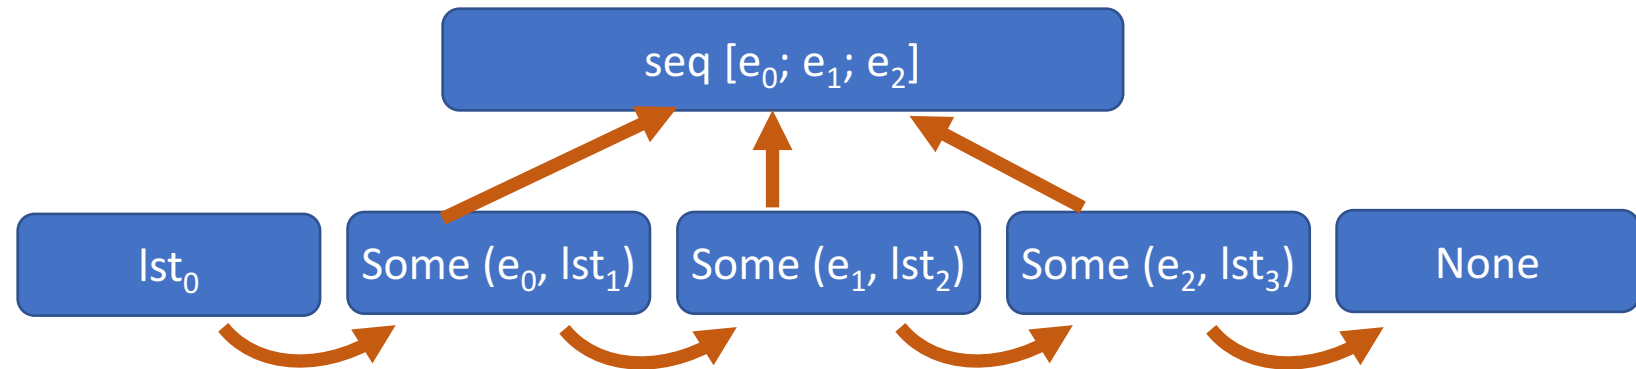 seq [e₀; e₁; e₂]
lst₀
Some (e₀, lst₁)
Some (e₁, lst₂)
Some (e₂, lst₃)
None